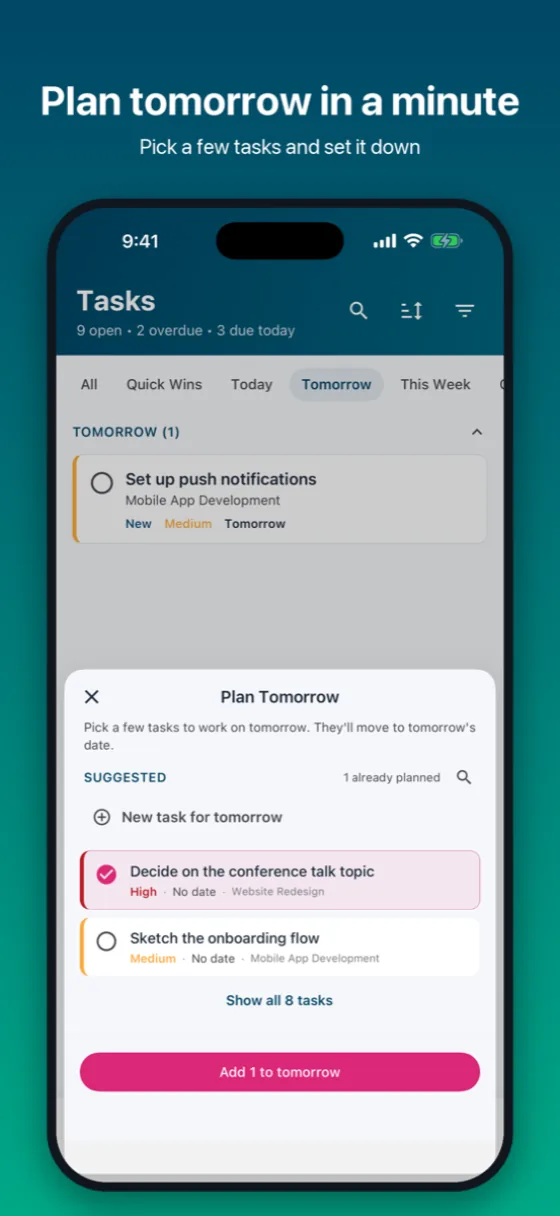 Plan tomorrow in a minute
Pick a few tasks and set it down
9:41
Tasks
9 open • 2 overdue • 3 due today
All Quick Wins Today Tomorrow This Week
TOMORROW (1)
Set up push notifications
Mobile App Development
New Medium Tomorrow
Plan Tomorrow
Pick a few tasks to work on tomorrow. They'll move to tomorrow's
date.
SUGGESTED 1 already planned
New task for tomorrow
Decide on the conference talk topic
High · No date · Website Redesign
Sketch the onboarding flow
Medium · No date · Mobile App Development
Show all 8 tasks
Add 1 to tomorrow